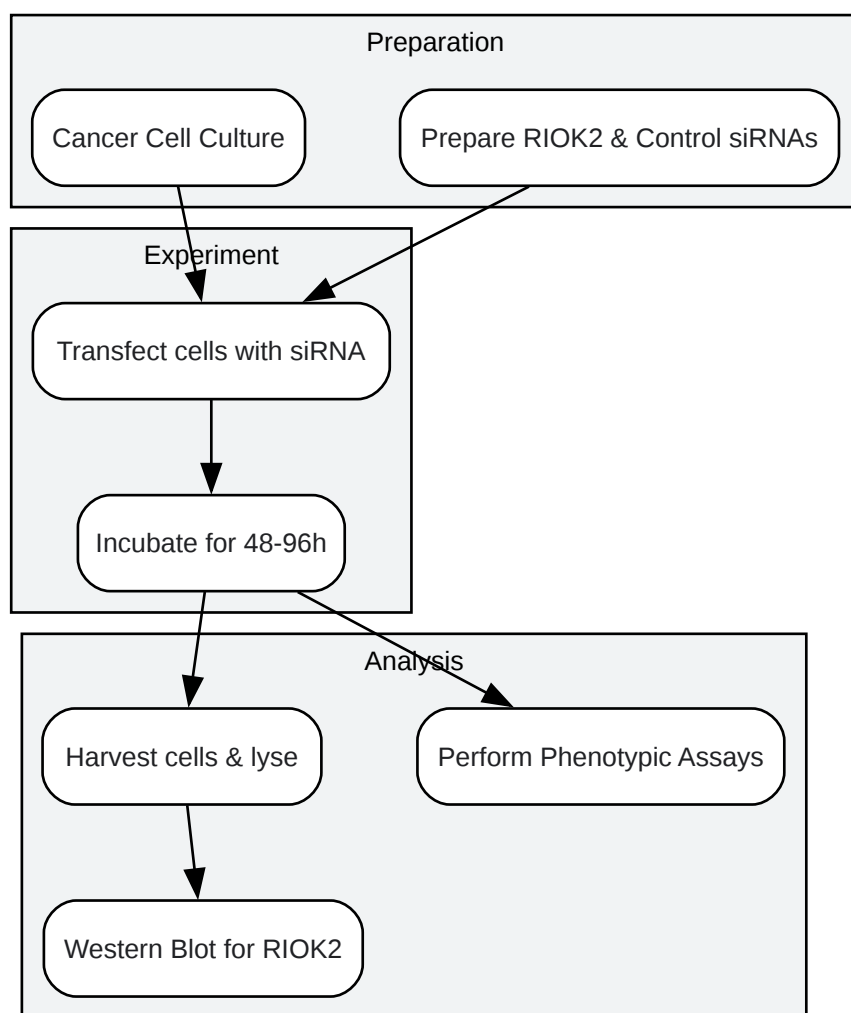 Preparation
Cancer Cell Culture
Prepare RIOK2 & Control siRNAs
Experiment
Transfect cells with siRNA
Incubate for 48-96h
Analysis
Harvest cells & lyse
Perform Phenotypic Assays
Western Blot for RIOK2